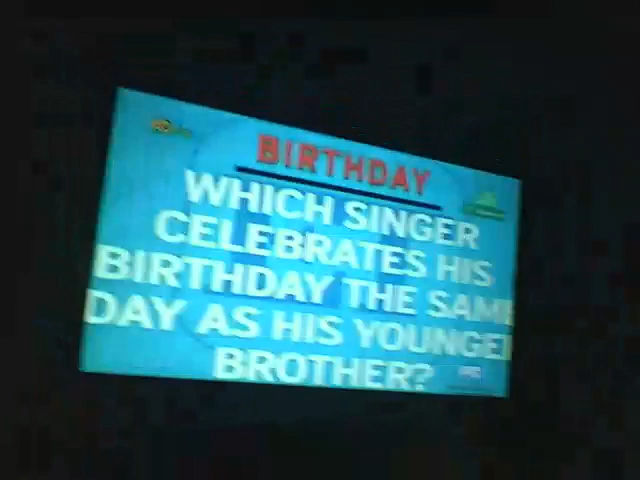 BIRTHDAY
WHICH SINGER
CELEBRATES HIS
BIRTHDAY THE SAME
DAY AS HIS YOUNGER
BROTHER?